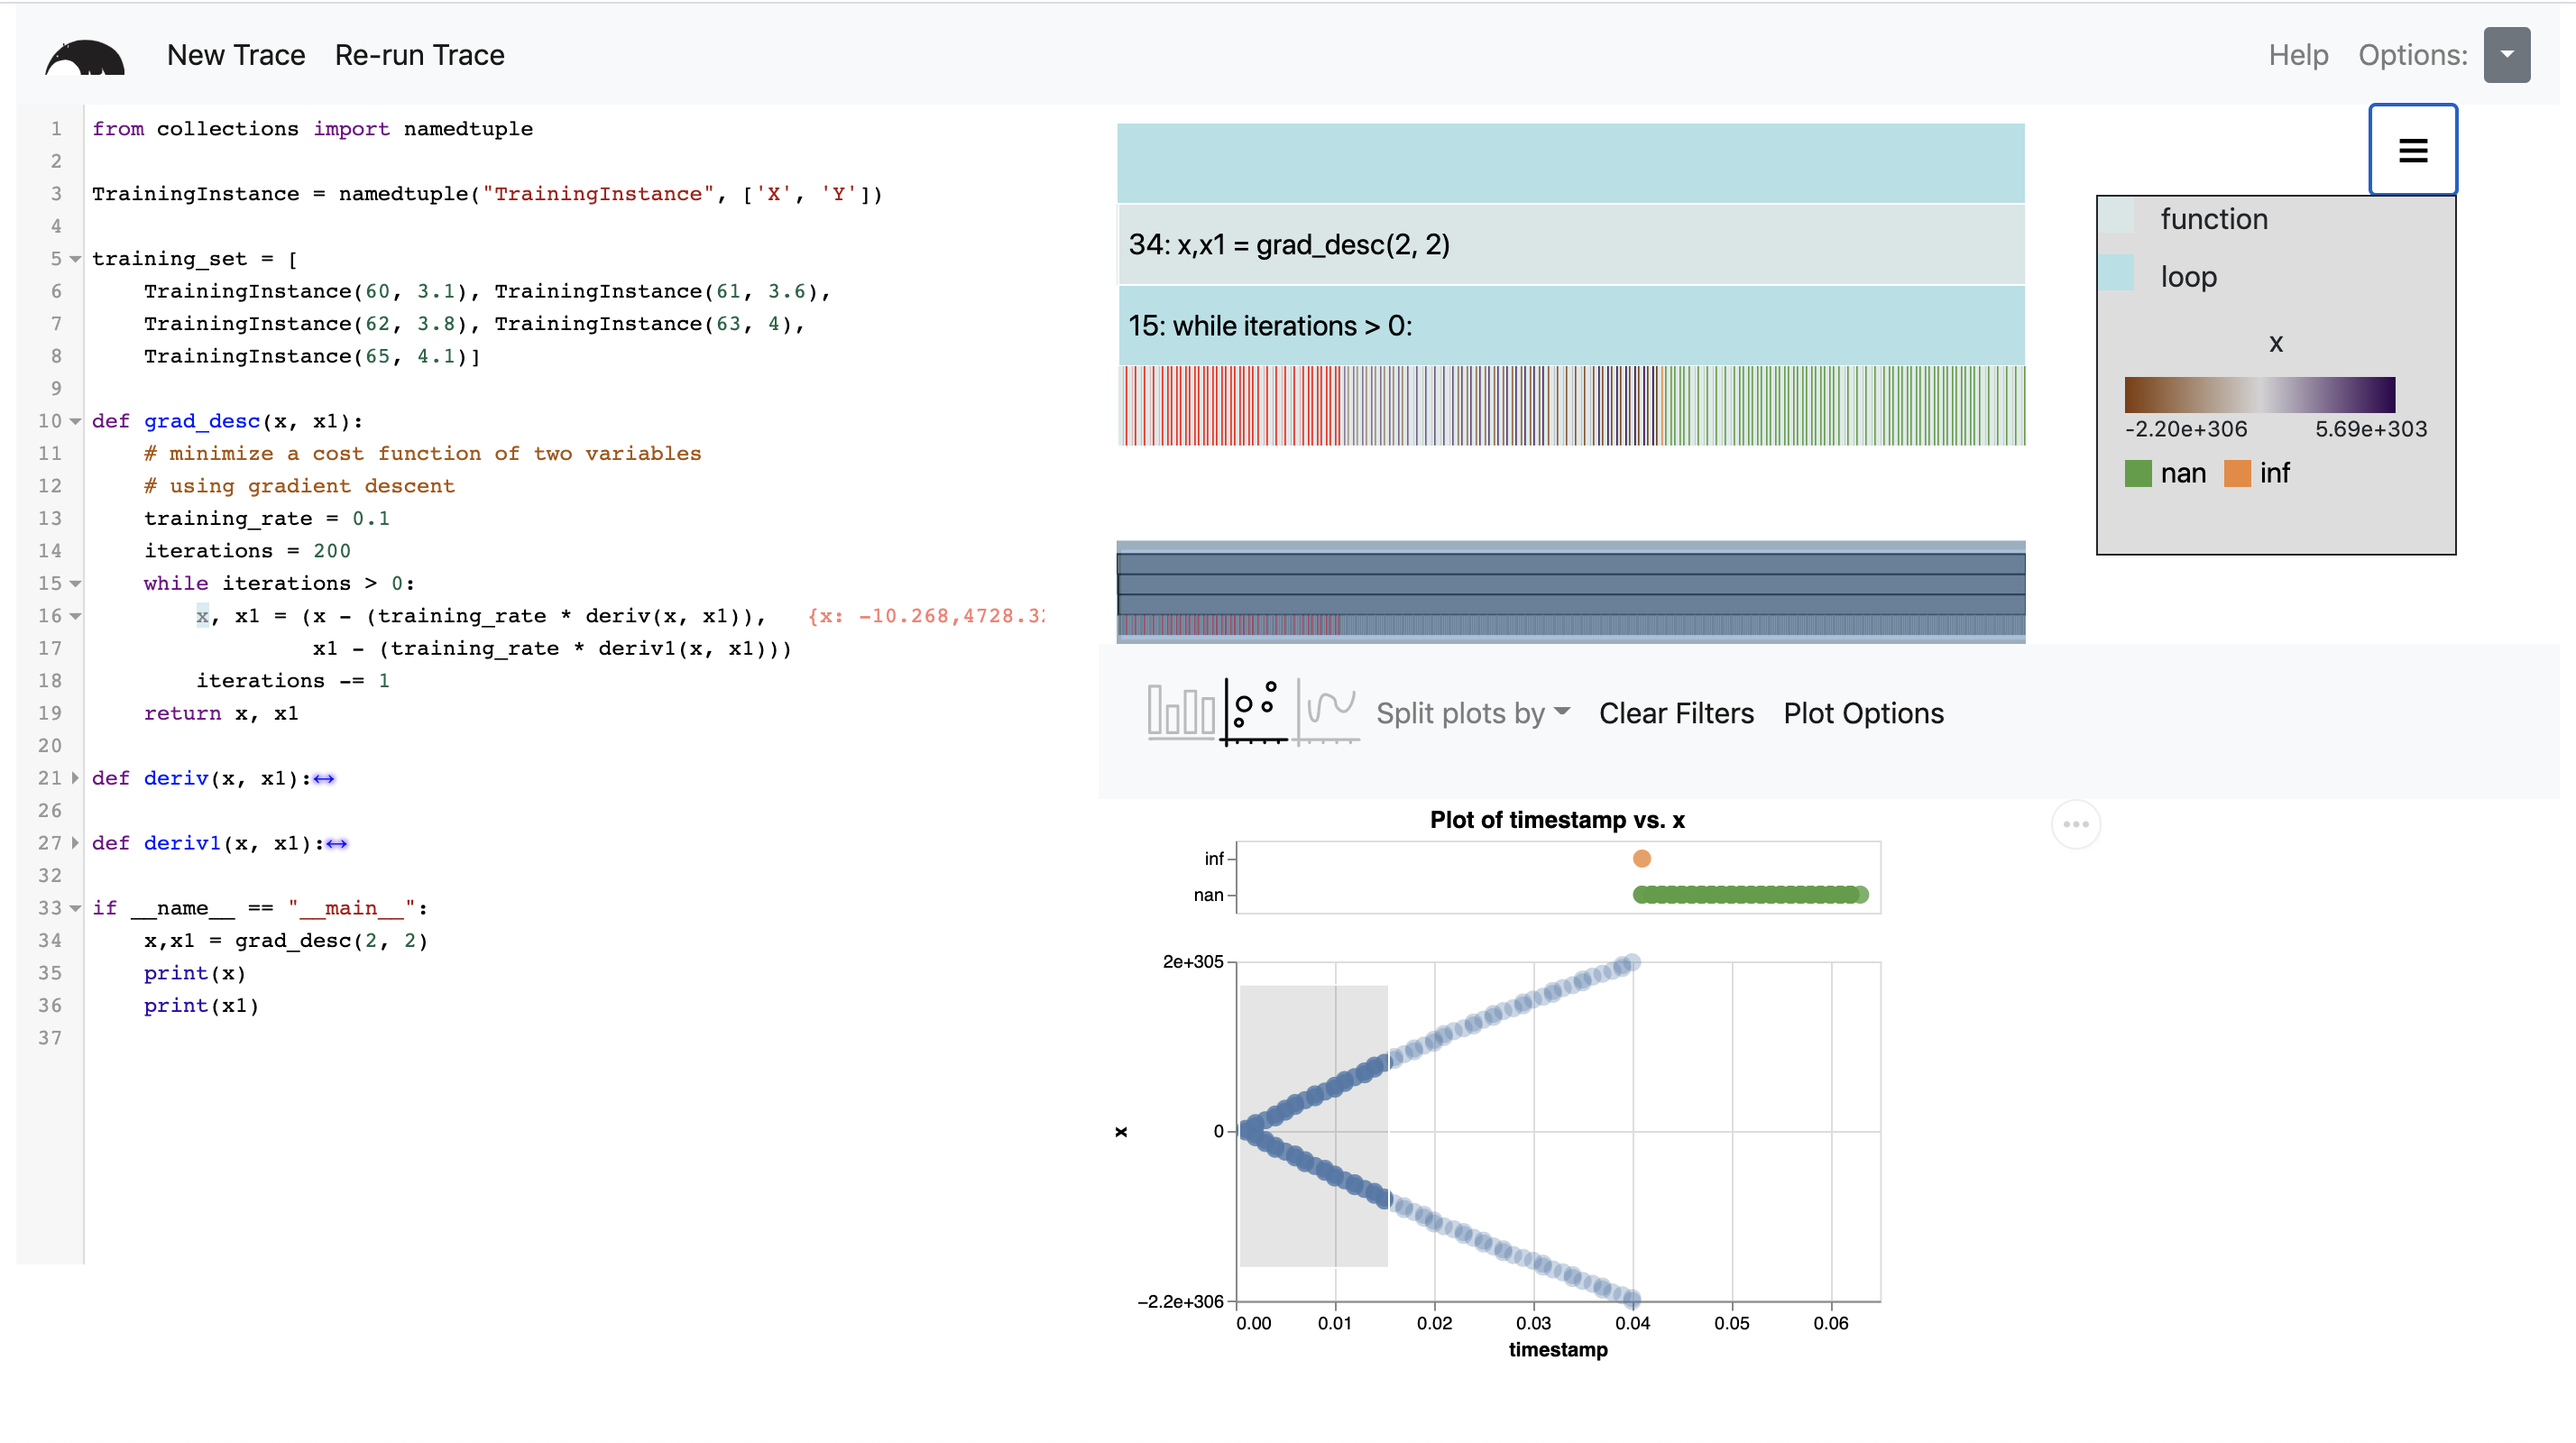 New Trace Re-run Trace Help Options:
1 from collections import namedtuple
2
3 TrainingInstance = namedtuple("TrainingInstance", ['X', 'Y'])
4
5 training_set = [
6 TrainingInstance(60, 3.1), TrainingInstance(61, 3.6),
7 TrainingInstance(62, 3.8), TrainingInstance(63, 4),
8 TrainingInstance(65, 4.1)]
9
10 def grad_desc(x, x1):
11 # minimize a cost function of two variables
12 # using gradient descent
13 training_rate = 0.1
14 iterations = 200
15 while iterations > 0:
16 x, x1 = (x - (training_rate * deriv(x, x1)), {x: -10.268,4728.3
17 x1 - (training_rate * deriv1(x, x1)))
18 iterations -= 1
19 return x, x1
20
21 def deriv(x, x1):↔
26
27 def deriv1(x, x1):↔
32
33 if __name__ == "__main__":
34 x,x1 = grad_desc(2, 2)
35 print(x)
36 print(x1)
37
34: x,x1 = grad_desc(2, 2)
15: while iterations > 0:
function
loop
x
-2.20e+306 5.69e+303
nan inf
Split plots by Clear Filters Plot Options
Plot of timestamp vs. x
inf
nan
2e+305
0
−2.2e+306
x
0.00 0.01 0.02 0.03 0.04 0.05 0.06
timestamp